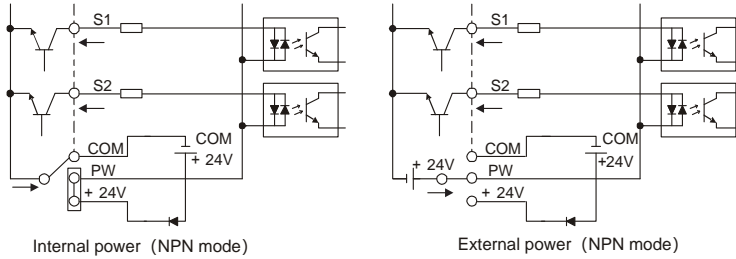 S1
S2
COM
COM
+ 24V
PW
+ 24V
Internal power (NPN mode)
S1
S2
COM
COM
+ 24V
+24V
PW
+ 24V
External power (NPN mode)